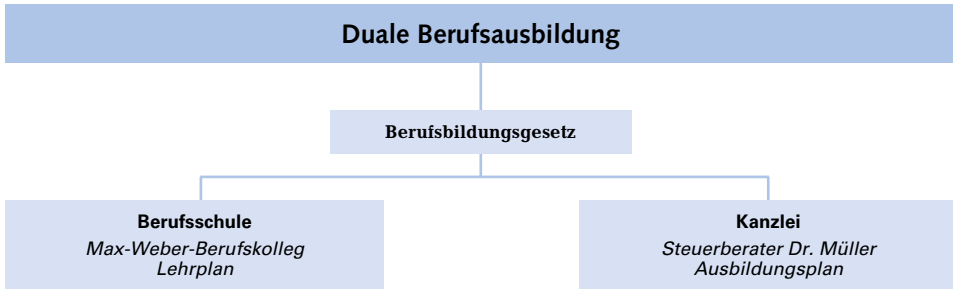 Duale Berufsausbildung
Berufsbildungsgesetz
Berufsschule
Max-Weber-Berufskolleg
Lehrplan
Kanzlei
Steuerberater Dr. Müller
Ausbildungsplan